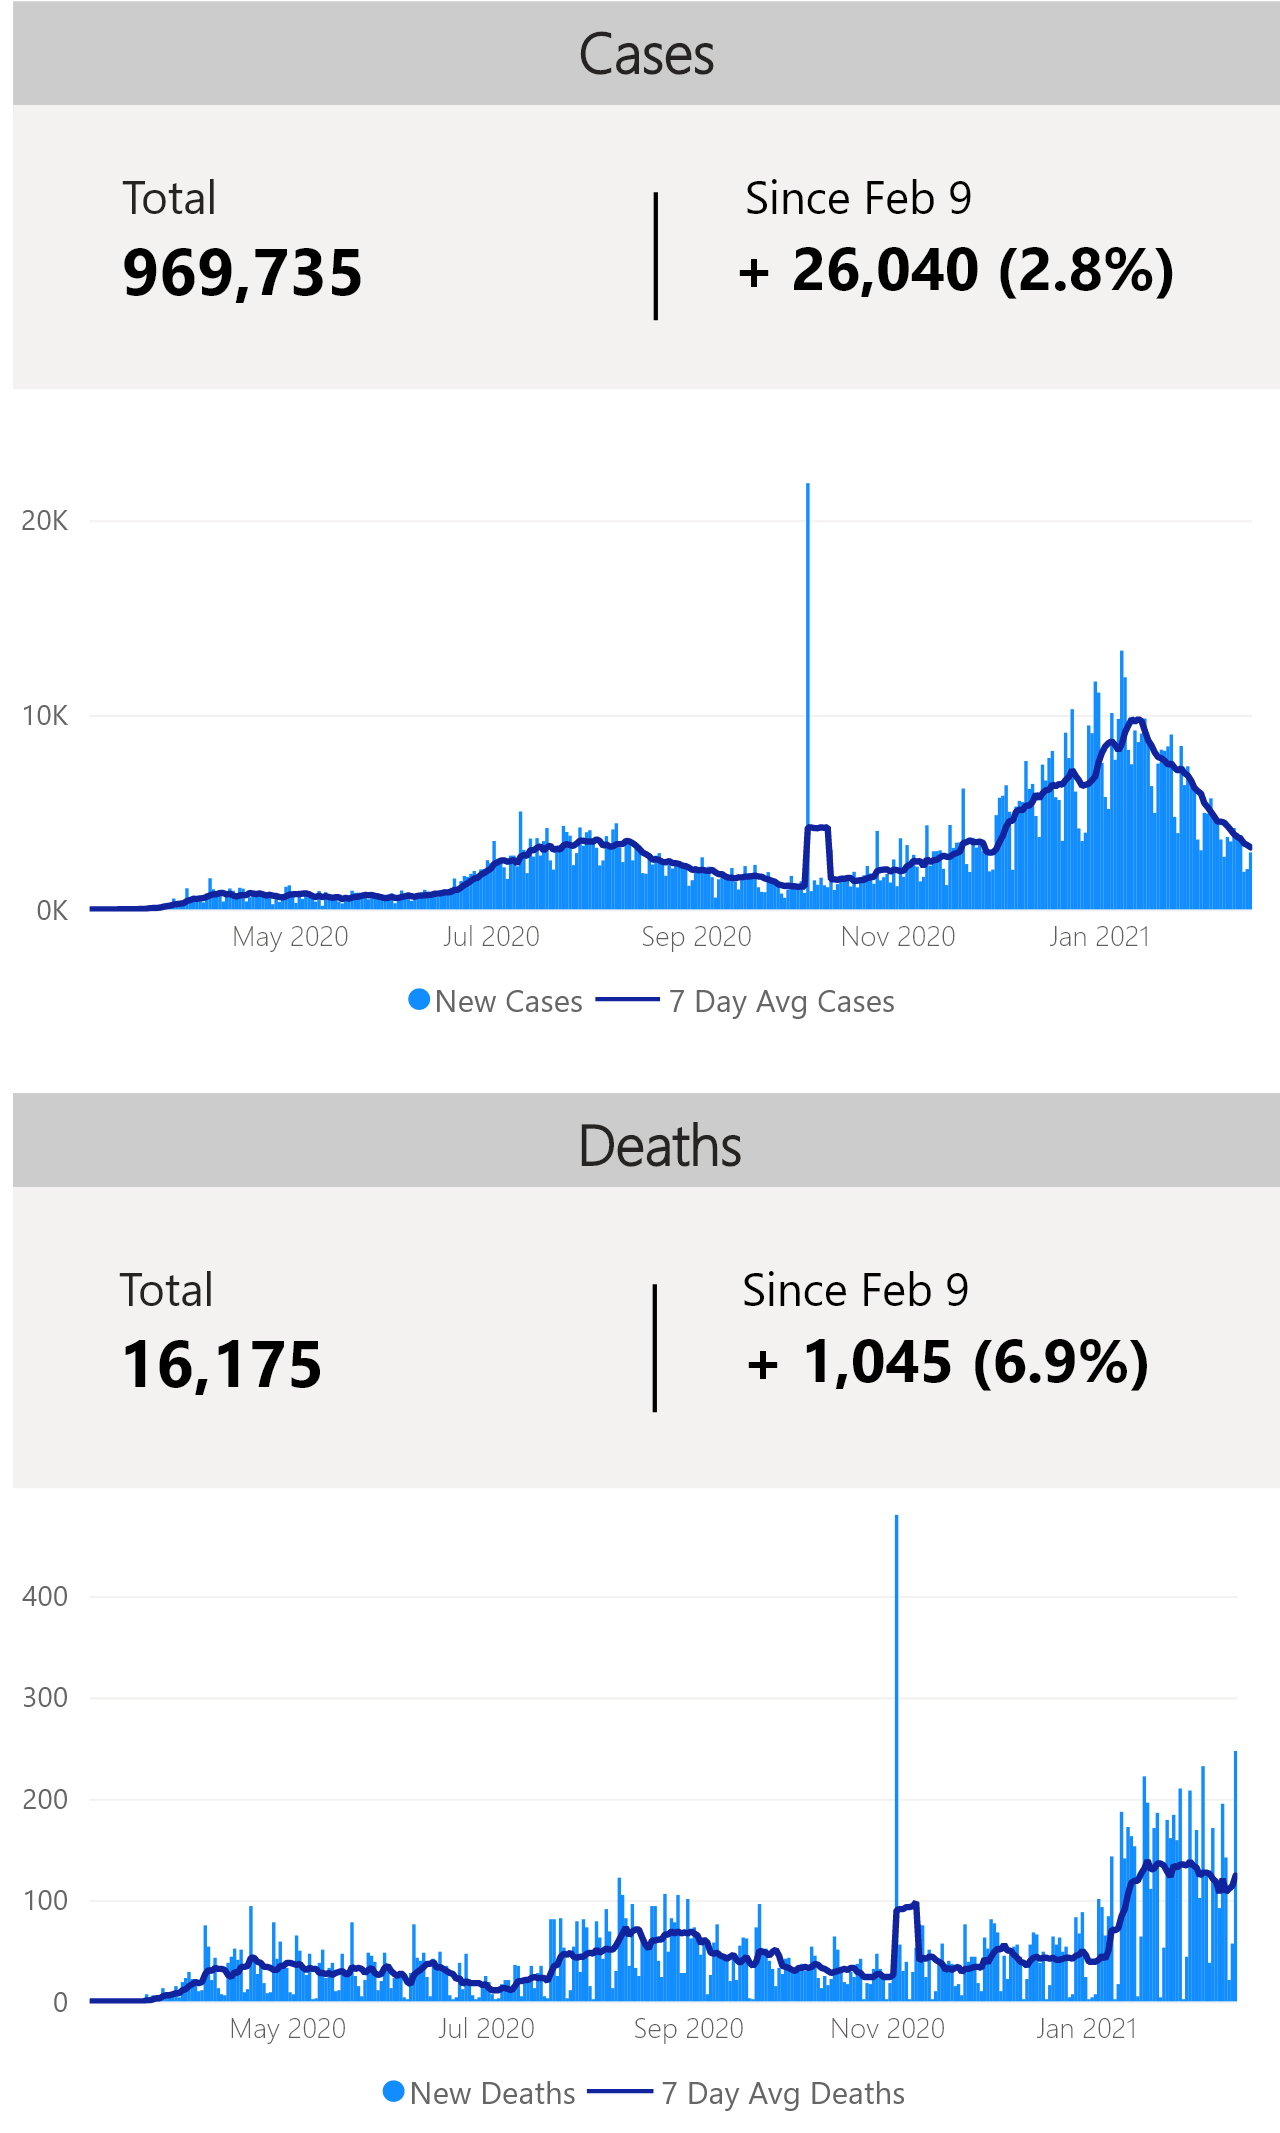 Cases
Total
Since Feb 9
969,735
+ 26,040 (2.8%)
20K
10K
0K
May 2020
Jul 2020
Sep 2020
Nov 2020
Jan 2021
New Cases
7 Day Avg Cases
Deaths
Total
Since Feb 9
16,175
+ 1,045 (6.9%)
400
300
200
100
0
May 2020
Jul 2020
Sep 2020
Nov 2020
Jan 2021
New Deaths
7 Day Avg Deaths